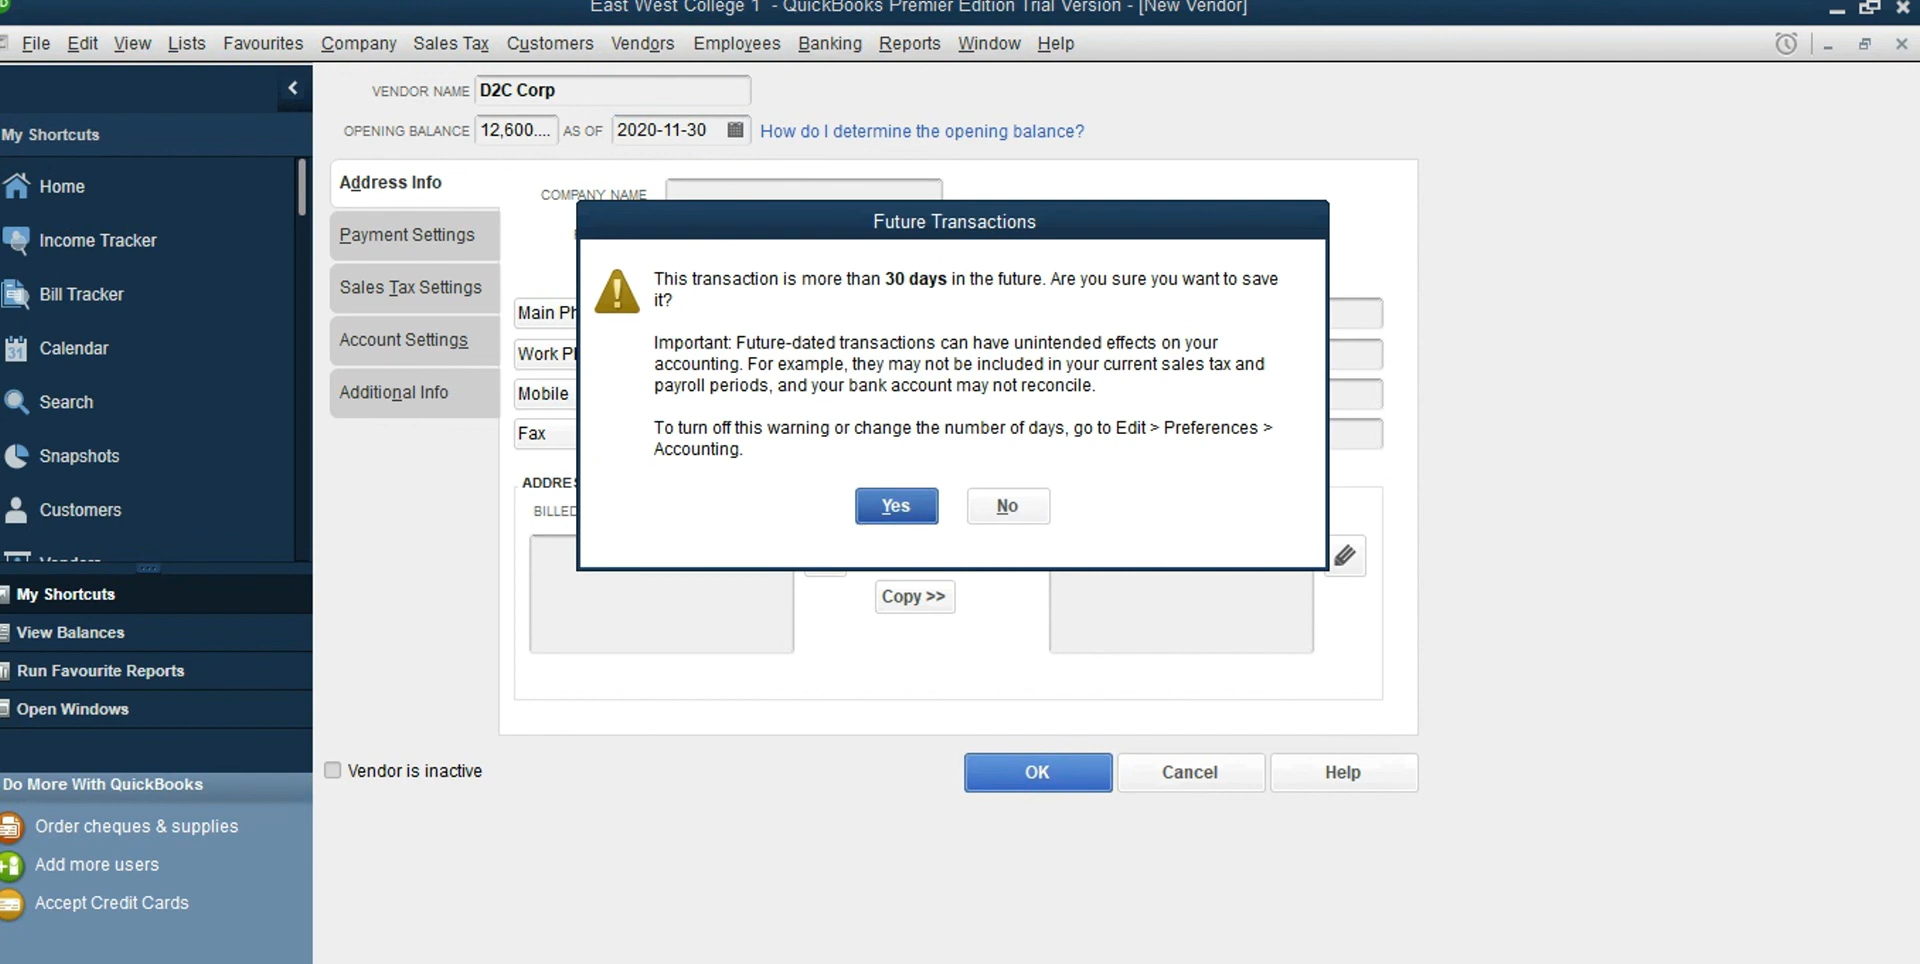 East West College 1 - QuickBooks Premier Edition Trial Version - [New Vendor]
File Edit View Lists Favourites Company Sales Tax Customers Vendors Employees Banking Reports Window Help
My Shortcuts
Home
Income Tracker
Bill Tracker
31
Calendar
Search
Snapshots
Customers
Vendors
My Shortcuts
View Balances
Run Favourite Reports
Open Windows
Do More With QuickBooks
Order cheques & supplies
Add more users
Accept Credit Cards
VENDOR NAME D2C Corp
OPENING BALANCE 12,600.... AS OF 2020-11-30 How do I determine the opening balance?
Address Info
Payment Settings
Sales Tax Settings
Account Settings
Additional Info
COMPANY NAME
Main Ph
Work Pl
Mobile
Fax
ADDRES
BILLED
Copy >>
Future Transactions
This transaction is more than 30 days in the future. Are you sure you want to save
it?
Important: Future-dated transactions can have unintended effects on your
accounting. For example, they may not be included in your current sales tax and
payroll periods, and your bank account may not reconcile.
To turn off this warning or change the number of days, go to Edit > Preferences >
Accounting.
Yes No
Vendor is inactive
OK Cancel Help